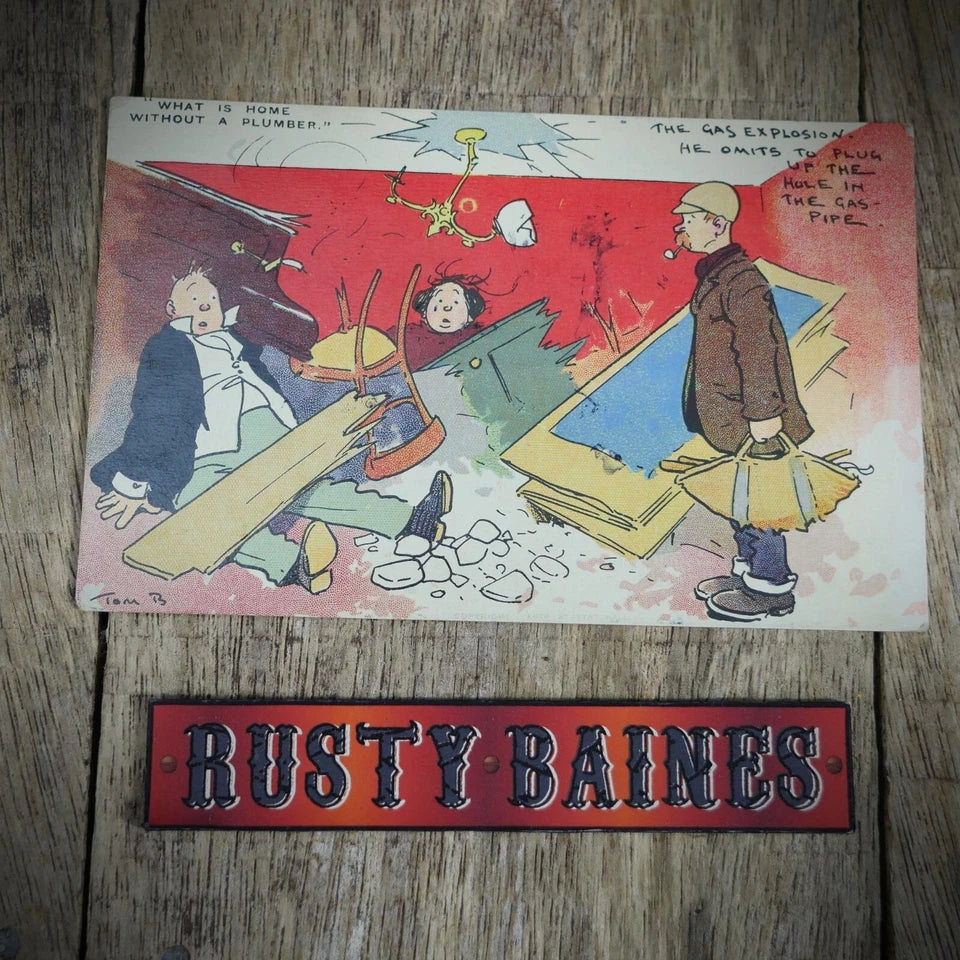 "WHAT IS HOME
WITHOUT A PLUMBER."
THE GAS EXPLOSION.
HE OMITS TO PLUG
UP THE
HOLE IN
THE GAS-
PIPE.
Tom B
RUSTY BAINES